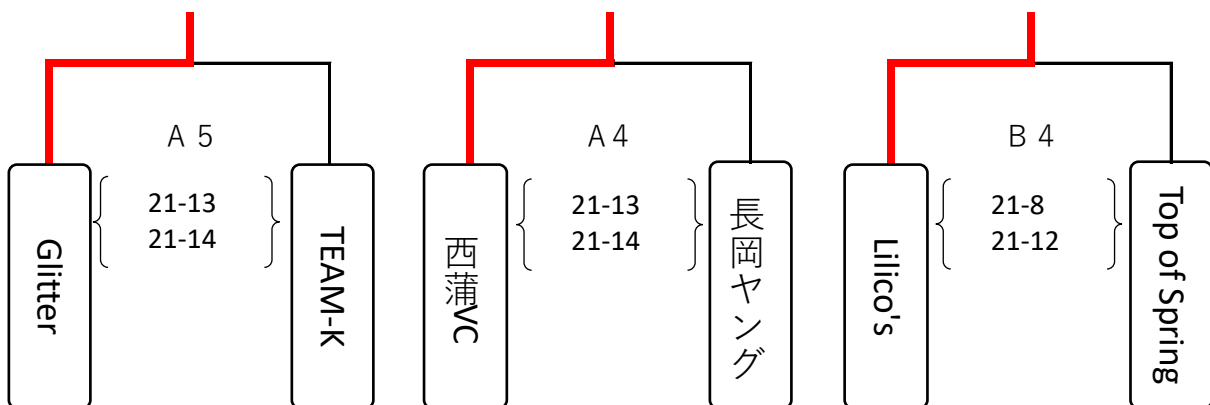 A 5
Glitter
21-13
21-14
TEAM-K
A 4
西蒲VC
21-13
21-14
長岡ヤング
B 4
Lilico's
21-8
21-12
Top of Spring